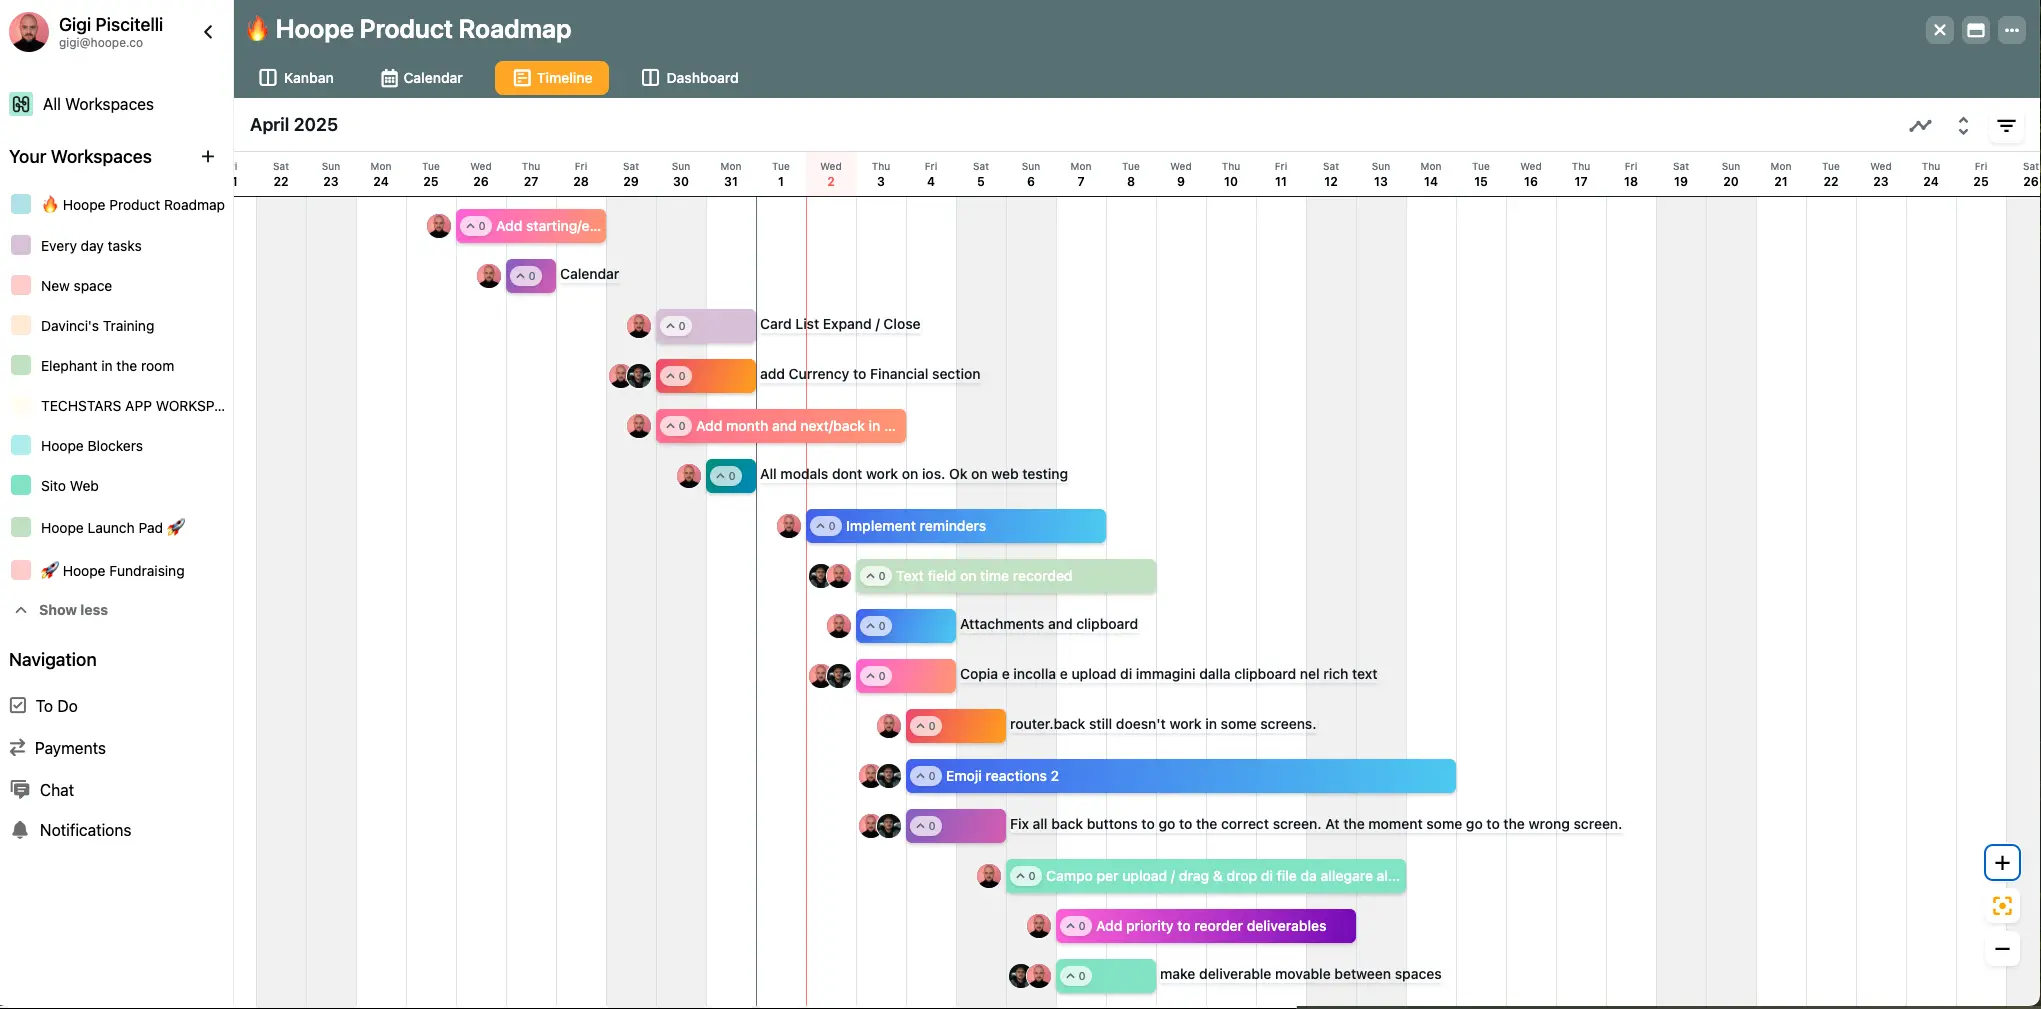 Gigi Piscitelli
gigi@hoope.co
All Workspaces
Your Workspaces
🔥 Hoope Product Roadmap
Every day tasks
New space
Davinci's Training
Elephant in the room
TECHSTARS APP WORKSP...
Hoope Blockers
Sito Web
Hoope Launch Pad 🚀
🚀 Hoope Fundraising
Show less
Navigation
To Do
Payments
Chat
Notifications
🔥 Hoope Product Roadmap
Kanban Calendar Timeline Dashboard
April 2025
Sat Sun Mon Tue Wed Thu Fri Sat Sun Mon Tue Wed Thu Fri Sat Sun Mon Tue Wed Thu Fri Sat Sun Mon Tue Wed Thu Fri Sat Sun Mon Tue Wed Thu Fri Sat
1 22 23 24 25 26 27 28 29 30 31 1 2 3 4 5 6 7 8 9 10 11 12 13 14 15 16 17 18 19 20 21 22 23 24 25 26
0 Add starting/e...
0 Calendar
0 Card List Expand / Close
0 add Currency to Financial section
0 Add month and next/back in ...
0 All modals dont work on ios. Ok on web testing
0 Implement reminders
0 Text field on time recorded
0 Attachments and clipboard
0 Copia e incolla e upload di immagini dalla clipboard nel rich text
0 router.back still doesn't work in some screens.
0 Emoji reactions 2
0 Fix all back buttons to go to the correct screen. At the moment some go to the wrong screen.
0 Campo per upload / drag & drop di file da allegare al...
0 Add priority to reorder deliverables
0 make deliverable movable between spaces